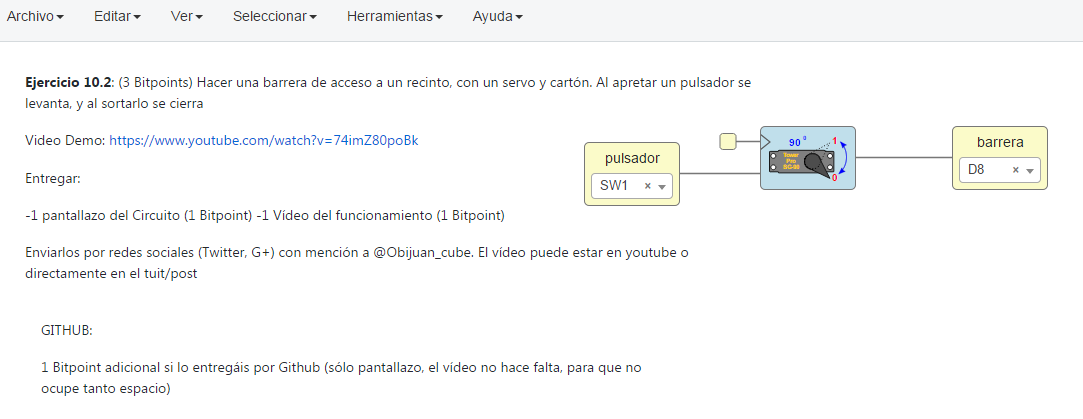 Archivo Editar Ver Seleccionar Herramientas Ayuda
Ejercicio 10.2: (3 Bitpoints) Hacer una barrera de acceso a un recinto, con un servo y cartón. Al apretar un pulsador se
levanta, y al sortarlo se cierra
Video Demo: https://www.youtube.com/watch?v=74imZ80poBk
Entregar:
-1 pantallazo del Circuito (1 Bitpoint) -1 Vídeo del funcionamiento (1 Bitpoint)
Enviarlos por redes sociales (Twitter, G+) con mención a @Obijuan_cube. El vídeo puede estar en youtube o
directamente en el tuit/post
GITHUB:
1 Bitpoint adicional si lo entregáis por Github (sólo pantallazo, el vídeo no hace falta, para que no
ocupe tanto espacio)
pulsador
SW1 ×
90 º 1
Tower
Pro
SG-90
0
barrera
D8 ×